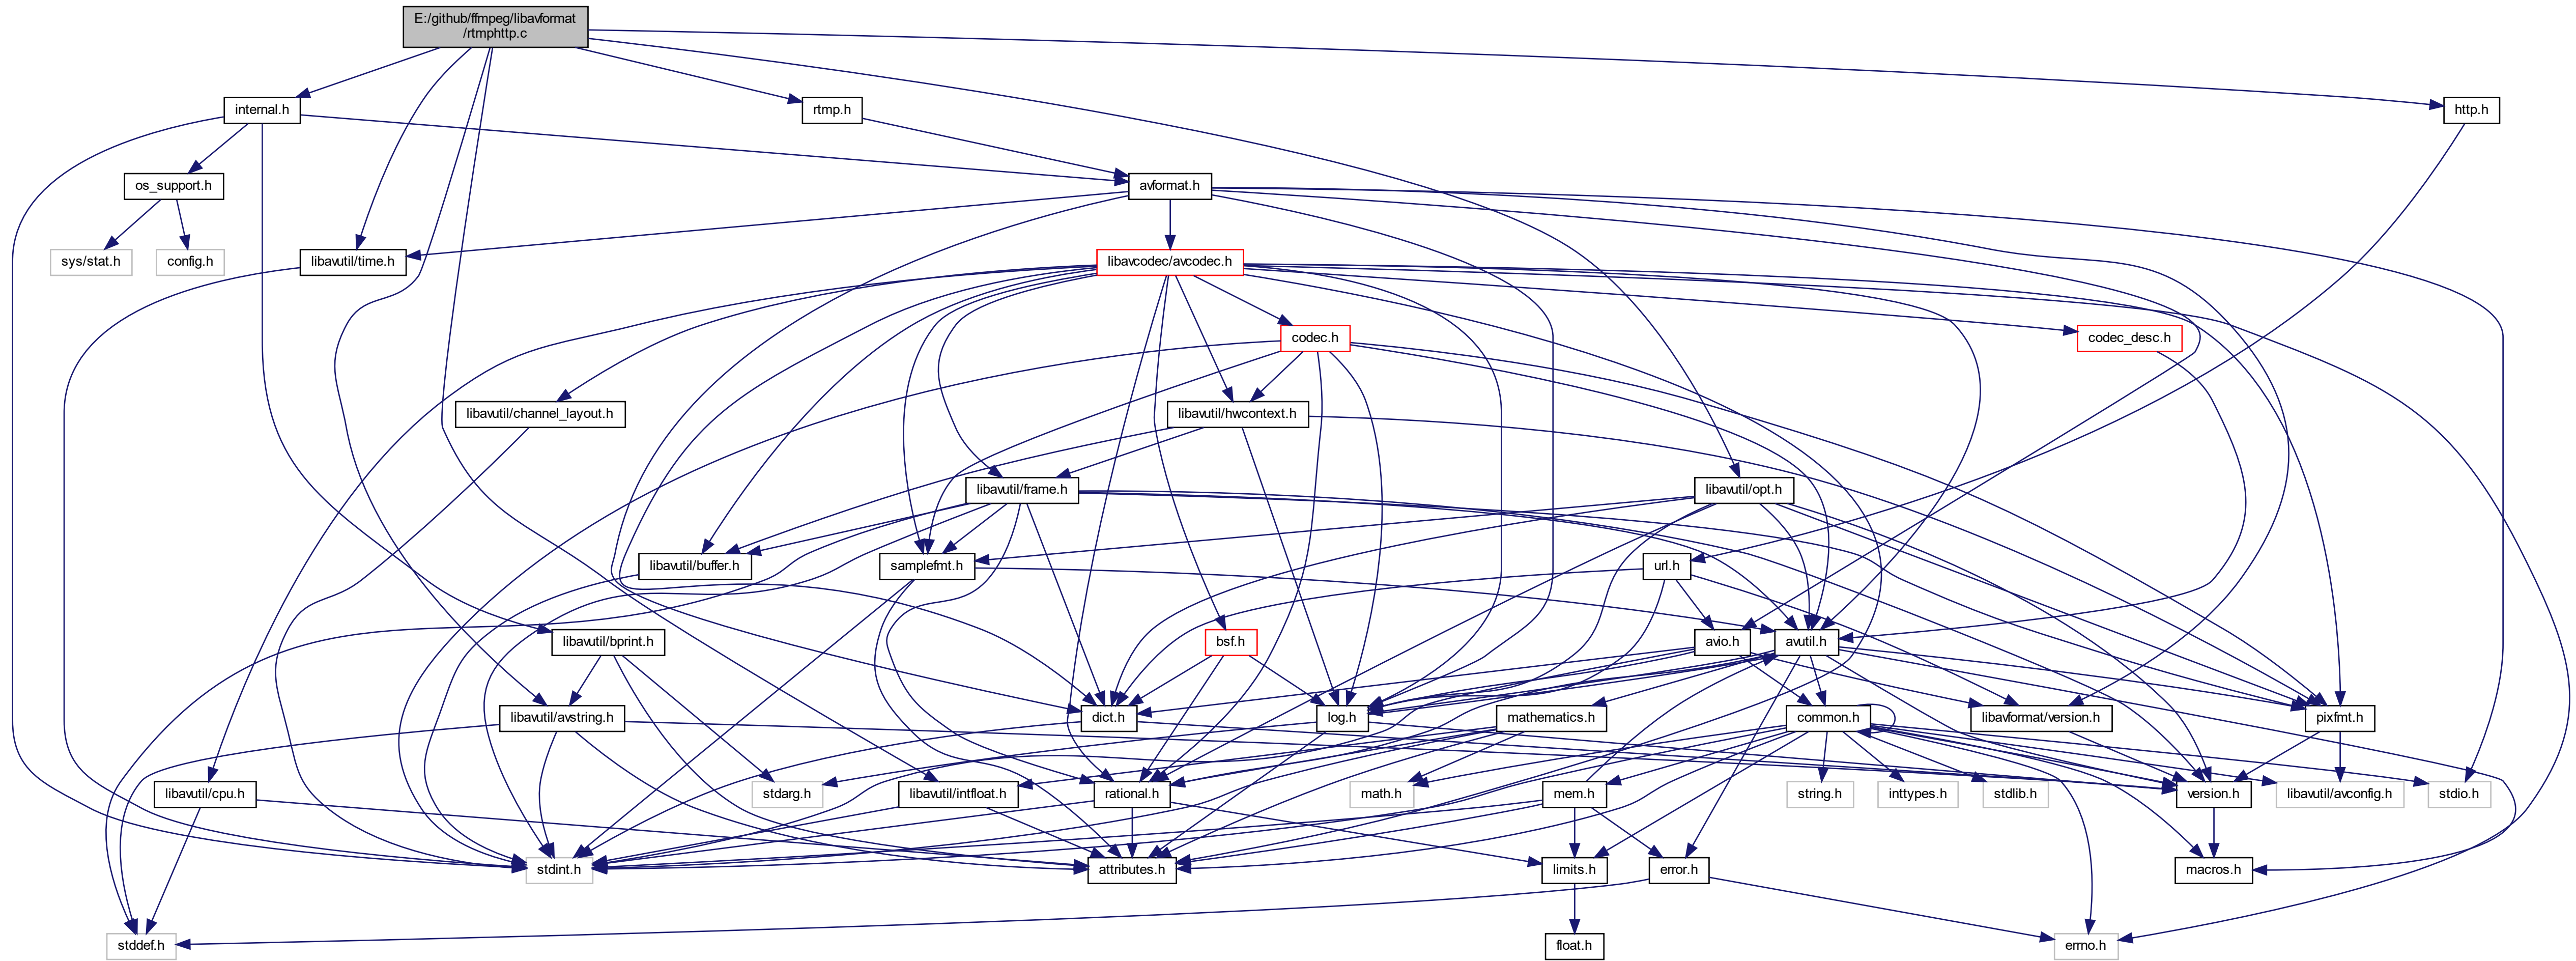 E:/github/ffmpeg/libavformat
/rtmphttp.c
internal.h
rtmp.h
http.h
os_support.h
avformat.h
sys/stat.h
config.h
libavutil/time.h
libavcodec/avcodec.h
codec.h
codec_desc.h
libavutil/channel_layout.h
libavutil/hwcontext.h
libavutil/frame.h
libavutil/opt.h
libavutil/buffer.h
samplefmt.h
url.h
libavutil/bprint.h
bsf.h
avio.h
avutil.h
libavutil/avstring.h
dict.h
log.h
mathematics.h
common.h
libavformat/version.h
pixfmt.h
libavutil/cpu.h
stdarg.h
libavutil/intfloat.h
rational.h
math.h
mem.h
string.h
inttypes.h
stdlib.h
version.h
libavutil/avconfig.h
stdio.h
stdint.h
attributes.h
limits.h
error.h
macros.h
stddef.h
float.h
errno.h